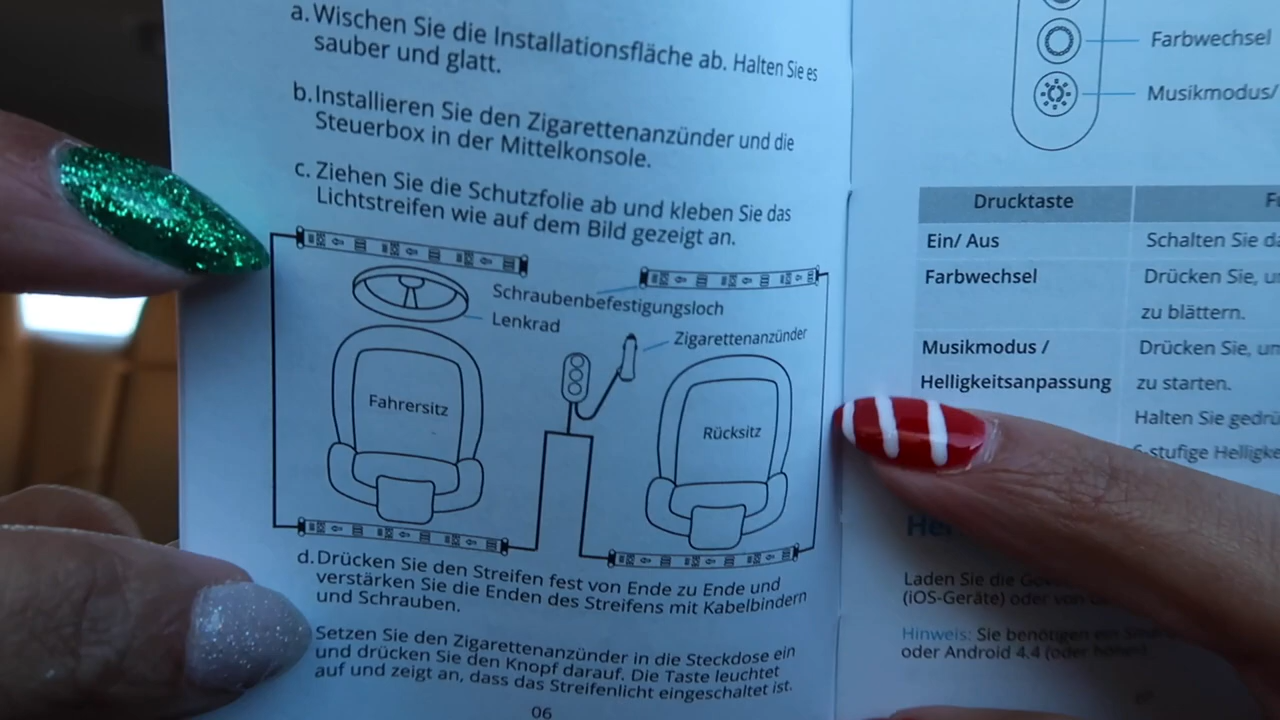 a. Wischen Sie die Installationsfläche ab. Halten Sie es
sauber und glatt.
b. Installieren Sie den Zigarettenanzünder und die
Steuerbox in der Mittelkonsole.
c. Ziehen Sie die Schutzfolie ab und kleben Sie das
Lichtstreifen wie auf dem Bild gezeigt an.
Schraubenbefestigungsloch
Lenkrad
Zigarettenanzünder
Fahrersitz
Rücksitz
d. Drücken Sie den Streifen fest von Ende zu Ende und
verstärken Sie die Enden des Streifens mit Kabelbindern
und Schrauben.
Setzen Sie den Zigarettenanzünder in die Steckdose ein
und drücken Sie den Knopf darauf. Die Taste leuchtet
auf und zeigt an, dass das Streifenlicht eingeschaltet ist.
06
Farbwechsel
Musikmodus/
Drucktaste
Ein/ Aus
Schalten Sie
Farbwechsel
Drücken Sie,
zu blättern.
Musikmodus /
Drücken Sie,
Helligkeitsanpassung
zu starten.
Halten Sie
stufige
Laden Sie die
(iOS-Geräte) oder von
Hinweis: Sie benötigen ein
oder Android 4.4 (oder